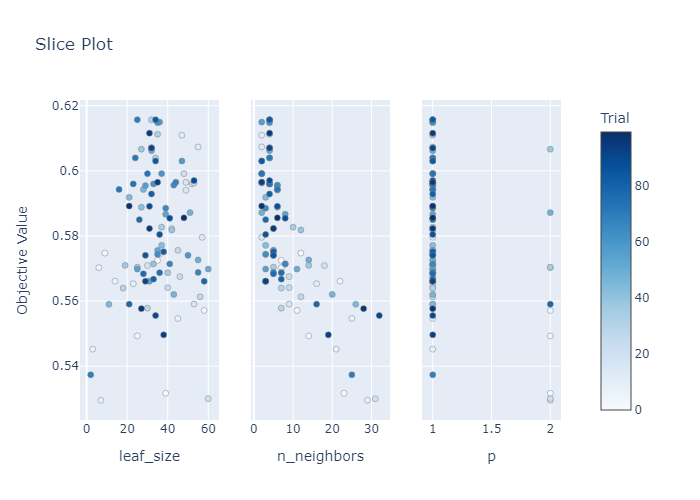 Slice Plot
Objective Value
0.62
0.6
0.58
0.56
0.54
0 20 40 60
leaf_size
0 10 20 30
n_neighbors
1 1.5 2
p
Trial
80
60
40
20
0